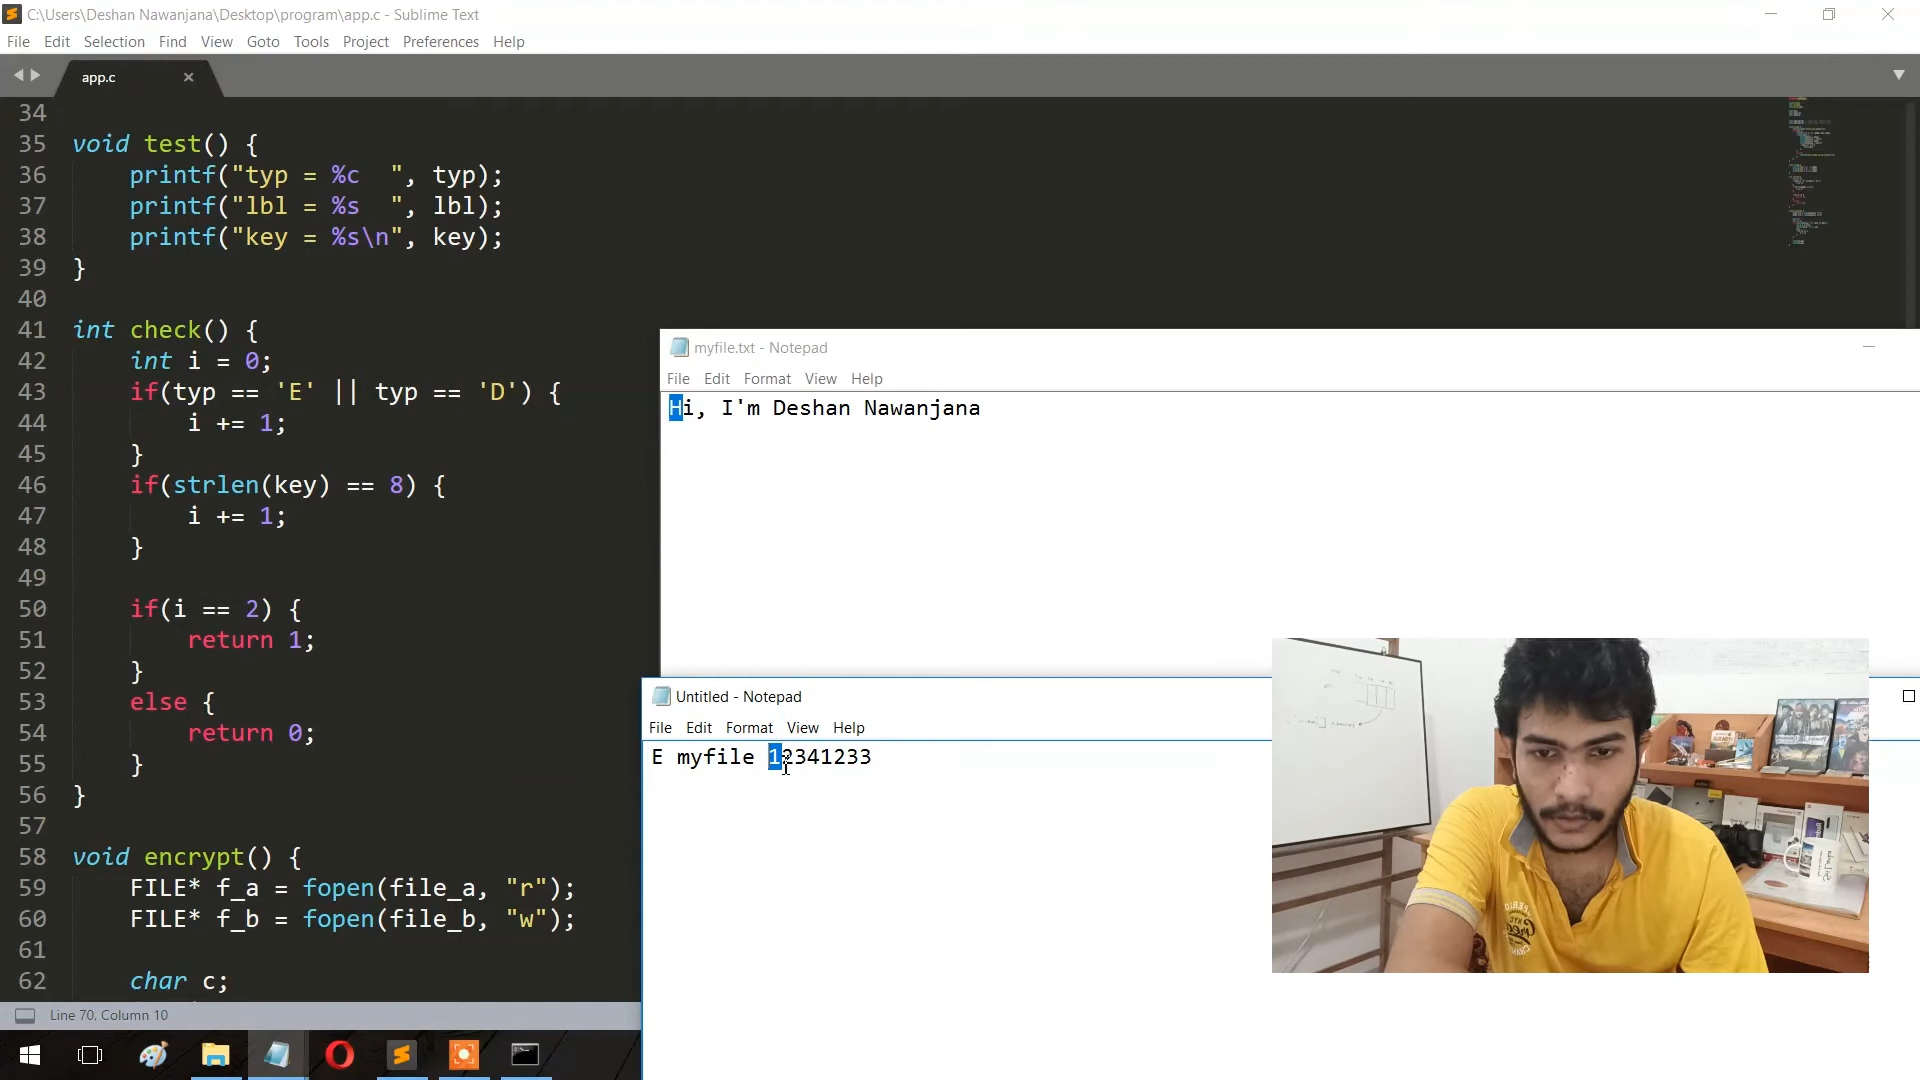 C:\Users\Deshan Nawanjana\Desktop\program\app.c - Sublime Text
File Edit Selection Find View Goto Tools Project Preferences Help
app.c
34
35 void test() {
36 printf("typ = %c  ", typ);
37 printf("lbl = %s  ", lbl);
38 printf("key = %s\n", key);
39 }
40
41 int check() {
42 int i = 0;
43 if(typ == 'E' || typ == 'D') {
44 i += 1;
45 }
46 if(strlen(key) == 8) {
47 i += 1;
48 }
49
50 if(i == 2) {
51 return 1;
52 }
53 else {
54 return 0;
55 }
56 }
57
58 void encrypt() {
59 FILE* f_a = fopen(file_a, "r");
60 FILE* f_b = fopen(file_b, "w");
61
62 char c;
Line 70, Column 10
myfile.txt - Notepad
File Edit Format View Help
Hi, I'm Deshan Nawanjana
Untitled - Notepad
File Edit Format View Help
E myfile 12341233